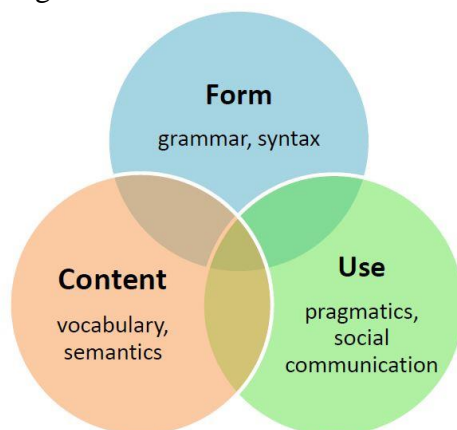 Form
grammar, syntax
Content
vocabulary,
semantics
Use
pragmatics,
social
communication